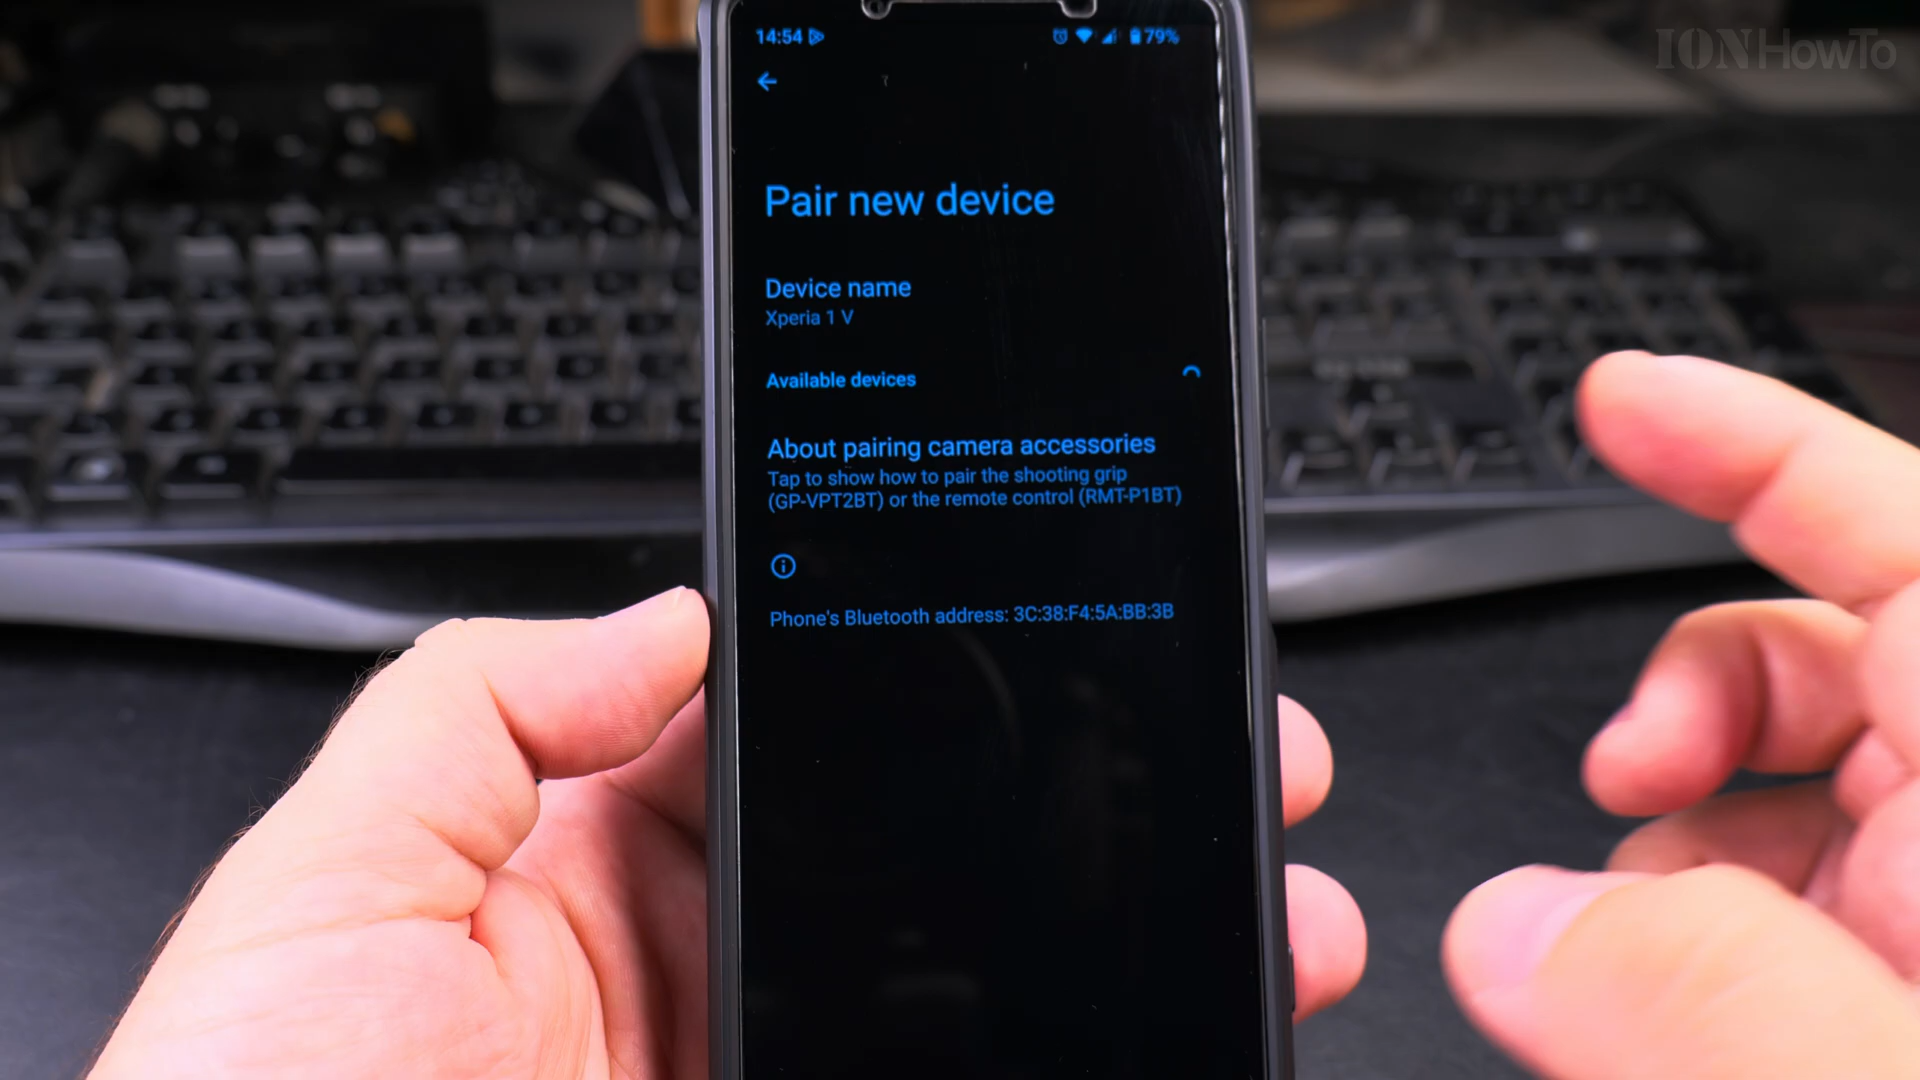 IONHowTo
14:54
79%
Pair new device
Device name
Xperia 1 V
Available devices
About pairing camera accessories
Tap to show how to pair the shooting grip
(GP-VPT2BT) or the remote control (RMT-P1BT)
Phone's Bluetooth address: 3C:38:F4:5A:BB:3B